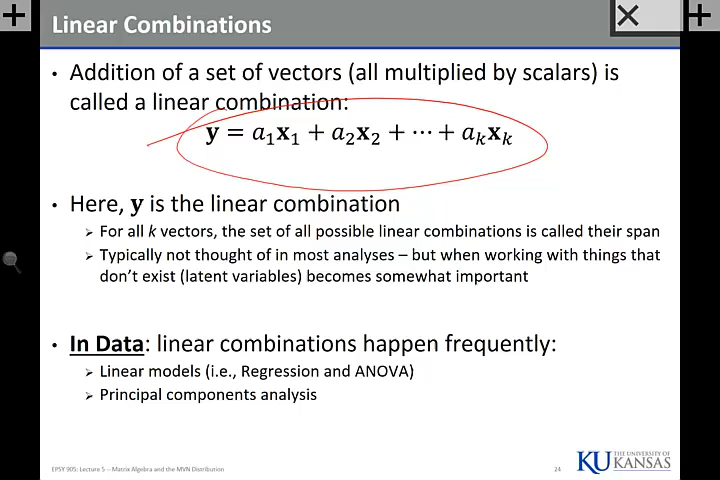 Linear Combinations
• Addition of a set of vectors (all multiplied by scalars) is
called a linear combination:
y = a₁x₁ + a₂x₂ + ⋯ + aₖxₖ
• Here, y is the linear combination
➢ For all k vectors, the set of all possible linear combinations is called their span
➢ Typically not thought of in most analyses – but when working with things that
don't exist (latent variables) becomes somewhat important
• In Data: linear combinations happen frequently:
➢ Linear models (i.e., Regression and ANOVA)
➢ Principal components analysis
EPSY 905: Lecture 5 -- Matrix Algebra and the MVN Distribution
24
KU THE UNIVERSITY OF
KANSAS